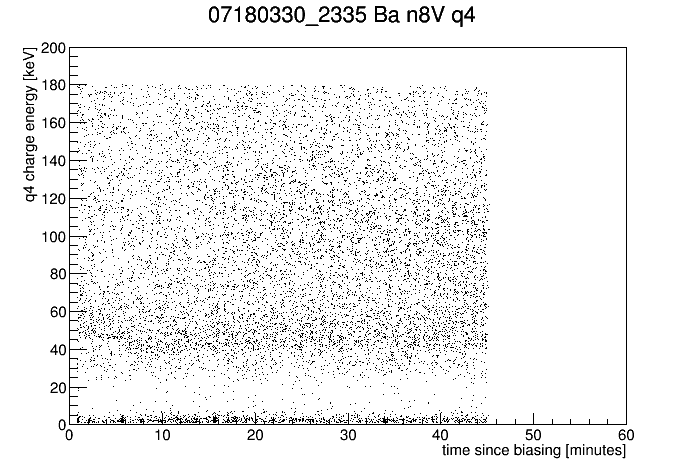 07180330_2335 Ba n8V q4
q4 charge energy [keV]
200
180
160
140
120
100
80
60
40
20
0
0 10 20 30 40 50 60
time since biasing [minutes]